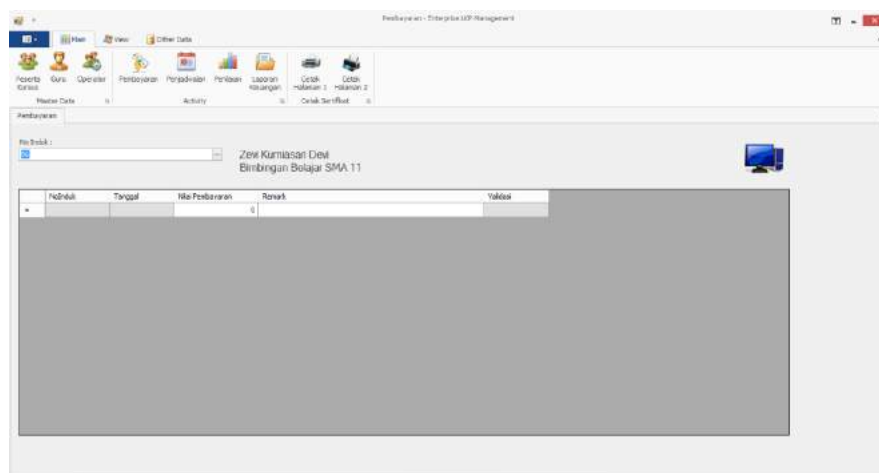 Pembayaran - Enterprise LKP Management
Main View Other Data
Peserta Kursus Guru Operator Pembayaran Penjadwalan Penilaian Laporan Keuangan Cetak Halaman 1 Cetak Halaman 2
Master Data Activity Cetak Sertifikat
Pembayaran
No Induk :
Zewi Kurniasari Dewi
Bimbingan Belajar SMA 11
NoInduk Tanggal Nilai Pembayaran Remark Validasi
0